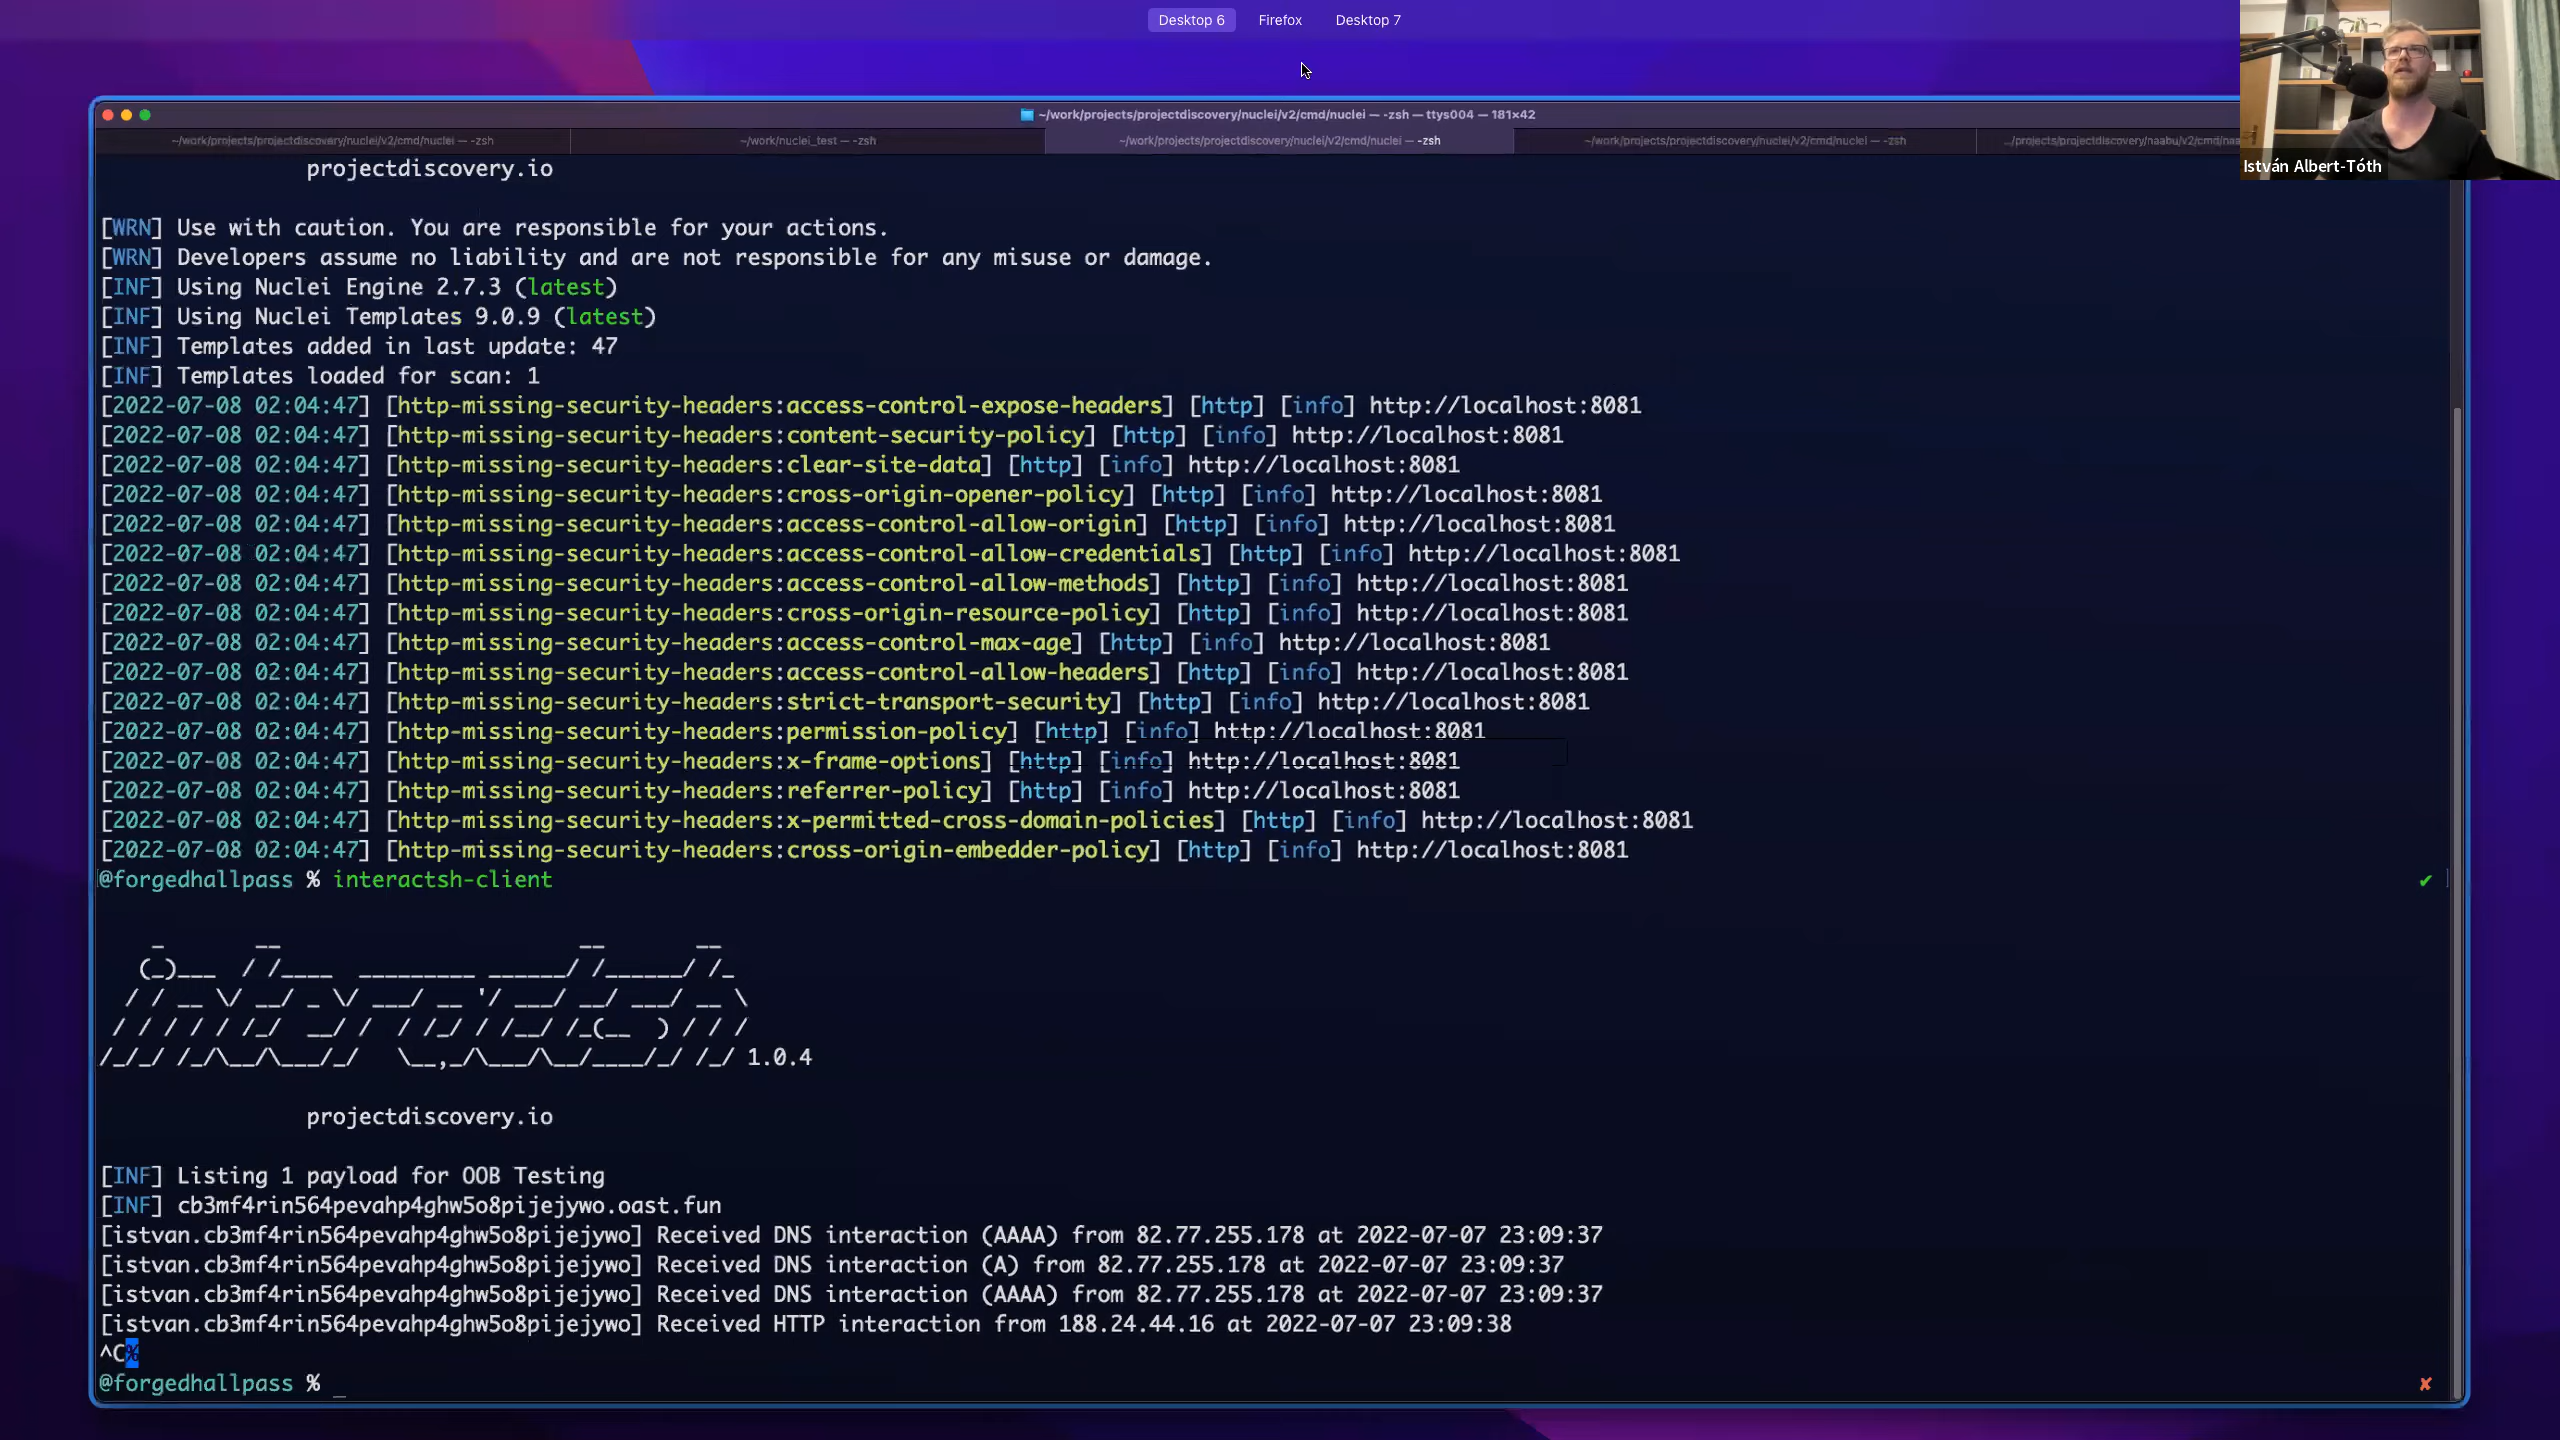 Desktop 6 Firefox Desktop 7
~/work/projects/projectdiscovery/nuclei/v2/cmd/nuclei — -zsh — ttys004 — 181×42
~/work/projects/projectdiscovery/nuclei/v2/cmd/nuclei — -zsh ~/work/nuclei_test — -zsh ~/work/projects/projectdiscovery/nuclei/v2/cmd/nuclei — -zsh ~/work/projects/projectdiscovery/nuclei/v2/cmd/nuclei — -zsh .../projects/projectdiscovery/naabu/v2/cmd/naa
István Albert-Tóth
projectdiscovery.io
[WRN] Use with caution. You are responsible for your actions.
[WRN] Developers assume no liability and are not responsible for any misuse or damage.
[INF] Using Nuclei Engine 2.7.3 (latest)
[INF] Using Nuclei Templates 9.0.9 (latest)
[INF] Templates added in last update: 47
[INF] Templates loaded for scan: 1
[2022-07-08 02:04:47] [http-missing-security-headers:access-control-expose-headers] [http] [info] http://localhost:8081
[2022-07-08 02:04:47] [http-missing-security-headers:content-security-policy] [http] [info] http://localhost:8081
[2022-07-08 02:04:47] [http-missing-security-headers:clear-site-data] [http] [info] http://localhost:8081
[2022-07-08 02:04:47] [http-missing-security-headers:cross-origin-opener-policy] [http] [info] http://localhost:8081
[2022-07-08 02:04:47] [http-missing-security-headers:access-control-allow-origin] [http] [info] http://localhost:8081
[2022-07-08 02:04:47] [http-missing-security-headers:access-control-allow-credentials] [http] [info] http://localhost:8081
[2022-07-08 02:04:47] [http-missing-security-headers:access-control-allow-methods] [http] [info] http://localhost:8081
[2022-07-08 02:04:47] [http-missing-security-headers:cross-origin-resource-policy] [http] [info] http://localhost:8081
[2022-07-08 02:04:47] [http-missing-security-headers:access-control-max-age] [http] [info] http://localhost:8081
[2022-07-08 02:04:47] [http-missing-security-headers:access-control-allow-headers] [http] [info] http://localhost:8081
[2022-07-08 02:04:47] [http-missing-security-headers:strict-transport-security] [http] [info] http://localhost:8081
[2022-07-08 02:04:47] [http-missing-security-headers:permission-policy] [http] [info] http://localhost:8081
[2022-07-08 02:04:47] [http-missing-security-headers:x-frame-options] [http] [info] http://localhost:8081
[2022-07-08 02:04:47] [http-missing-security-headers:referrer-policy] [http] [info] http://localhost:8081
[2022-07-08 02:04:47] [http-missing-security-headers:x-permitted-cross-domain-policies] [http] [info] http://localhost:8081
[2022-07-08 02:04:47] [http-missing-security-headers:cross-origin-embedder-policy] [http] [info] http://localhost:8081
@forgedhallpass % interactsh-client ✔
interactsh 1.0.4
projectdiscovery.io
[INF] Listing 1 payload for OOB Testing
[INF] cb3mf4rin564pevahp4ghw5o8pijejywo.oast.fun
[istvan.cb3mf4rin564pevahp4ghw5o8pijejywo] Received DNS interaction (AAAA) from 82.77.255.178 at 2022-07-07 23:09:37
[istvan.cb3mf4rin564pevahp4ghw5o8pijejywo] Received DNS interaction (A) from 82.77.255.178 at 2022-07-07 23:09:37
[istvan.cb3mf4rin564pevahp4ghw5o8pijejywo] Received DNS interaction (AAAA) from 82.77.255.178 at 2022-07-07 23:09:37
[istvan.cb3mf4rin564pevahp4ghw5o8pijejywo] Received HTTP interaction from 188.24.44.16 at 2022-07-07 23:09:38
^C%
@forgedhallpass % _ ✘